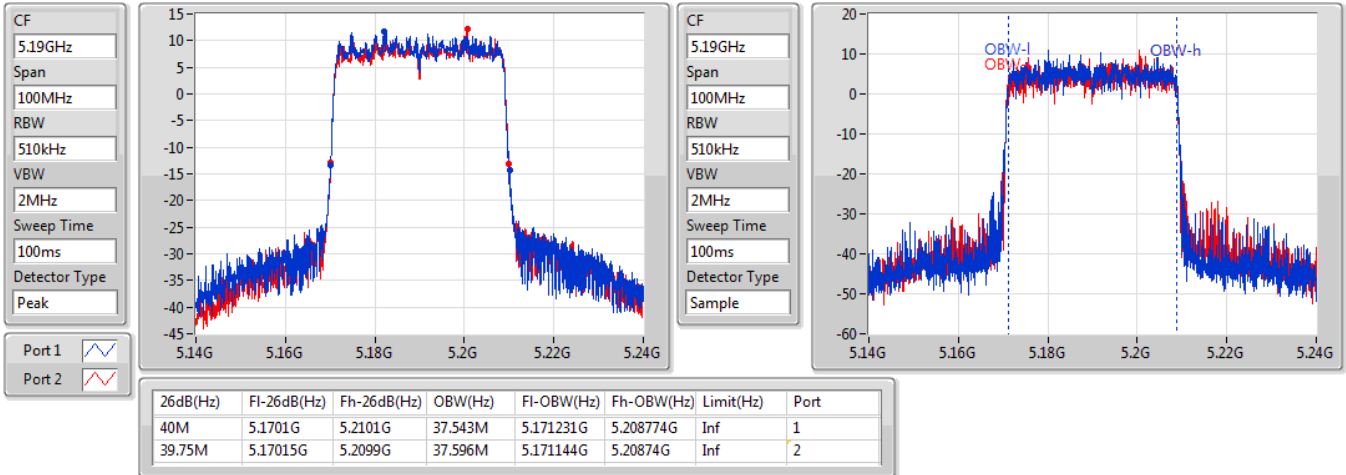 CF
5.19GHz
Span
100MHz
RBW
510kHz
VBW
2MHz
Sweep Time
100ms
Detector Type
Peak
Port 1
Port 2
15
10
5
0
-5
-10
-15
-20
-25
-30
-35
-40
-45
5.14G 5.16G 5.18G 5.2G 5.22G 5.24G
CF
5.19GHz
Span
100MHz
RBW
510kHz
VBW
2MHz
Sweep Time
100ms
Detector Type
Sample
20
10
0
-10
-20
-30
-40
-50
-60
OBW-l OBW-h
OBW-l
5.14G 5.16G 5.18G 5.2G 5.22G 5.24G
26dB(Hz) Fl-26dB(Hz) Fh-26dB(Hz) OBW(Hz) Fl-OBW(Hz) Fh-OBW(Hz) Limit(Hz) Port
40M 5.1701G 5.2101G 37.543M 5.171231G 5.208774G Inf 1
39.75M 5.17015G 5.2099G 37.596M 5.171144G 5.20874G Inf 2